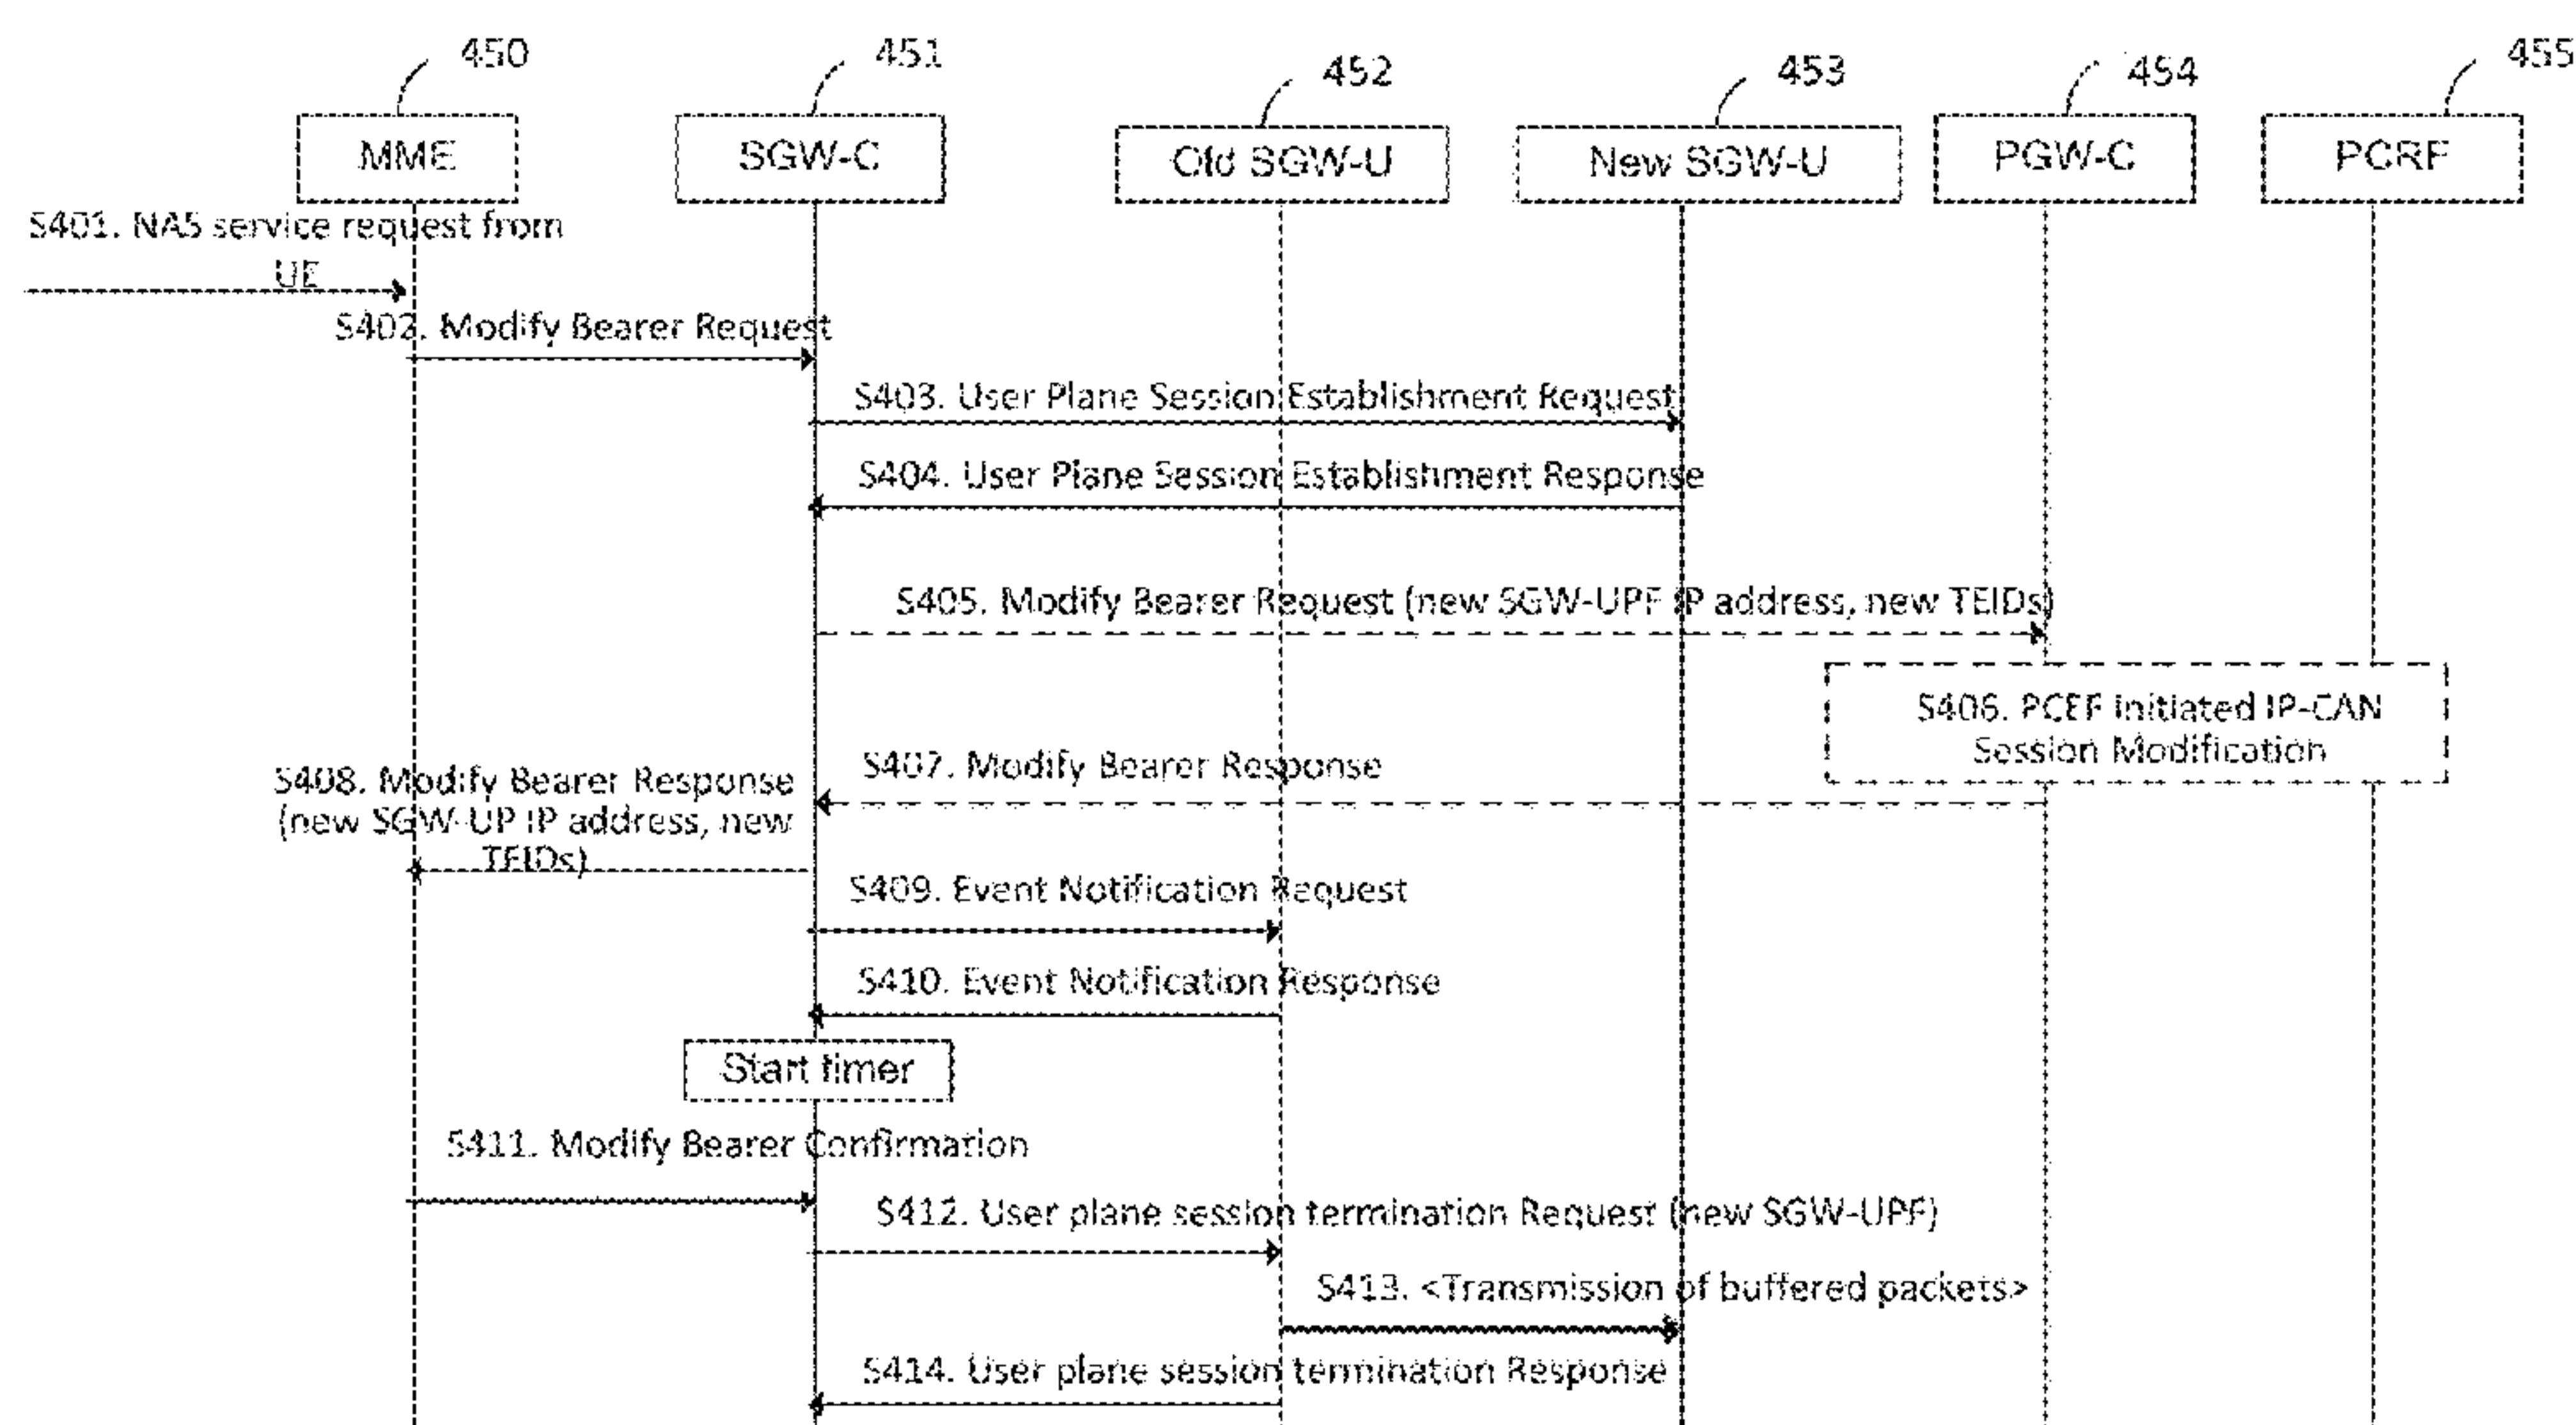 450
451
452
453
454
455
MME
SGW-C
Old SGW-U
New SGW-U
PGW-C
PCRF
S401. NAS service request from
UE
S402. Modify Bearer Request
S403. User Plane Session Establishment Request
S404. User Plane Session Establishment Response
S405. Modify Bearer Request (new SGW-UPF IP address, new TEIDs)
S406. PCEF initiated IP-CAN
Session Modification
S407. Modify Bearer Response
S408. Modify Bearer Response
(new SGW-UP IP address, new
TEIDs)
S409. Event Notification Request
S410. Event Notification Response
Start timer
S411. Modify Bearer Confirmation
S412. User plane session termination Request (new SGW-UPF)
S413. <Transmission of buffered packets>
S414. User plane session termination Response